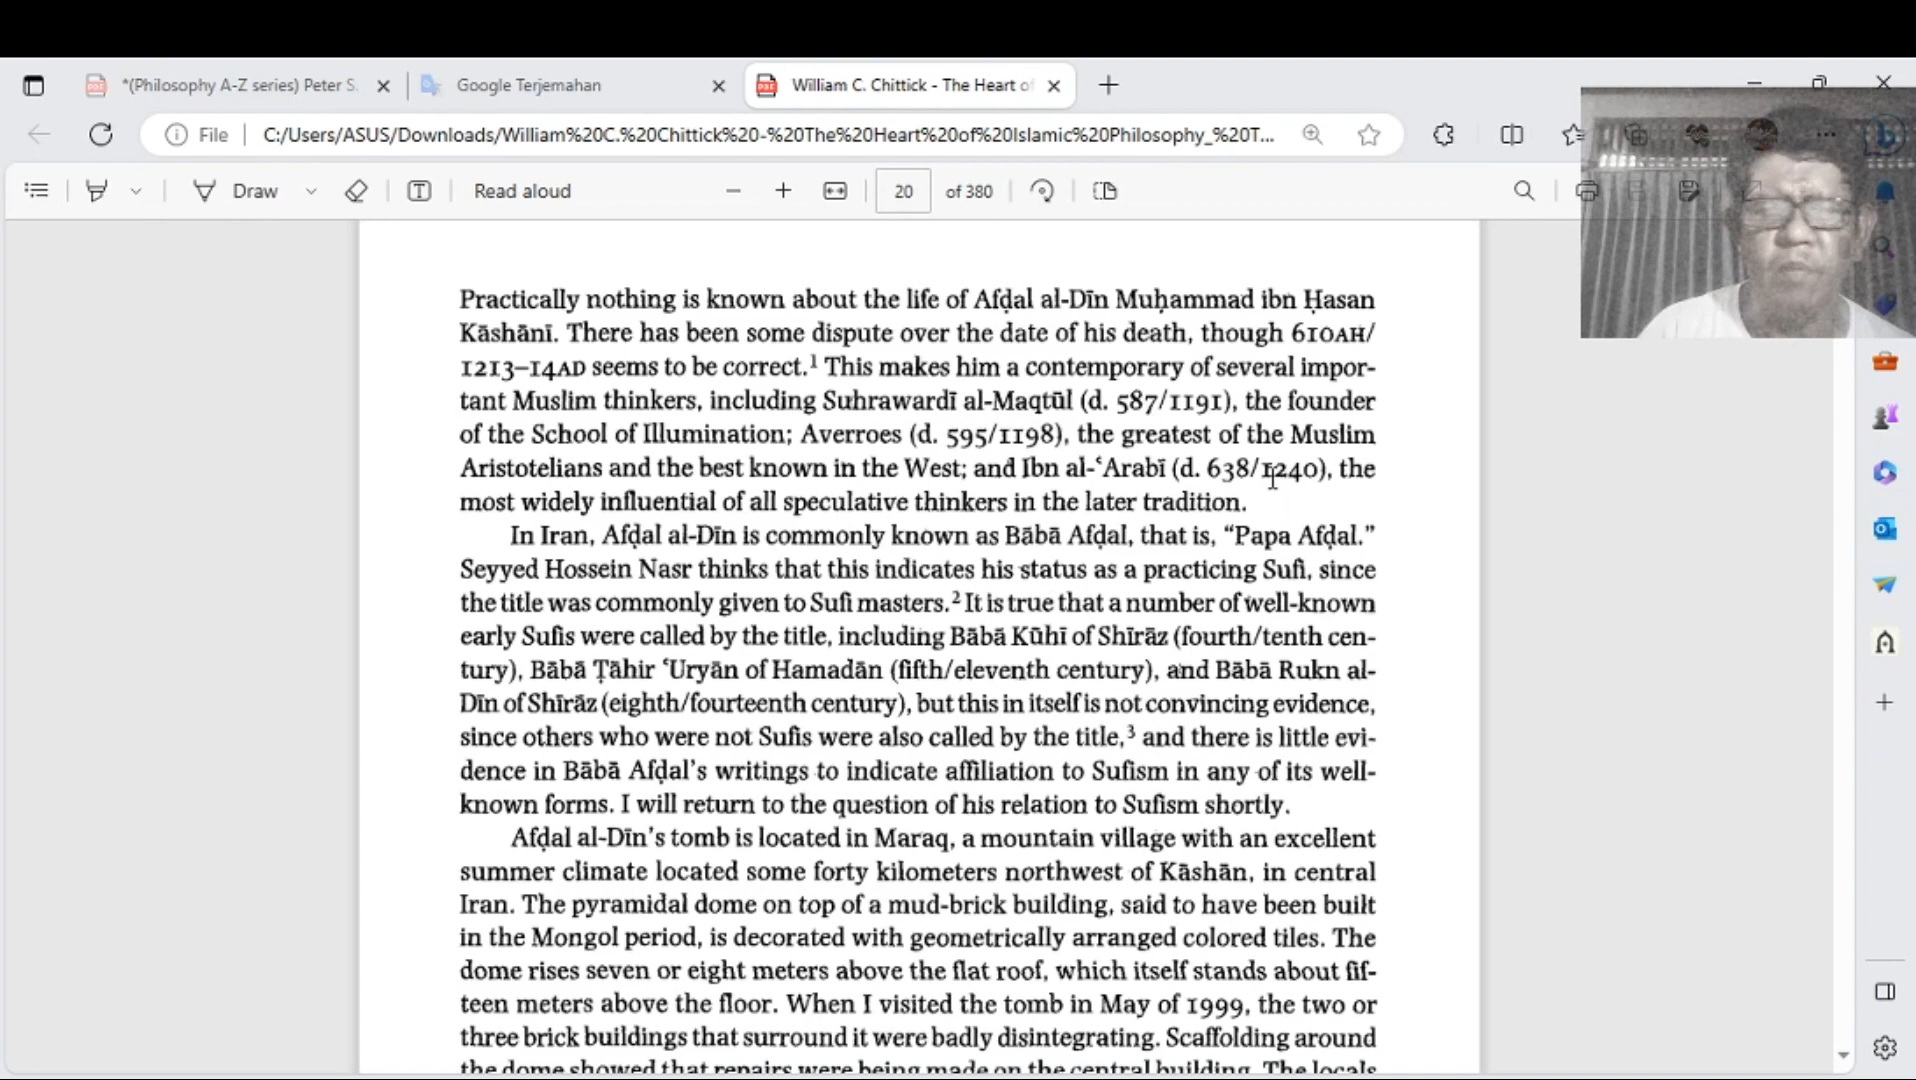 *(Philosophy A-Z series) Peter S.
Google Terjemahan
William C. Chittick - The Heart of
File
C:/Users/ASUS/Downloads/William%20C.%20Chittick%20-%20The%20Heart%20of%20Islamic%20Philosophy_%20T...
Draw
Read aloud
20 of 380
Practically nothing is known about the life of Afḍal al-Dīn Muḥammad ibn Ḥasan
Kāshānī. There has been some dispute over the date of his death, though 610AH/
1213–14AD seems to be correct.¹ This makes him a contemporary of several impor-
tant Muslim thinkers, including Suhrawardī al-Maqtūl (d. 587/1191), the founder
of the School of Illumination; Averroes (d. 595/1198), the greatest of the Muslim
Aristotelians and the best known in the West; and Ibn al-ʿArabī (d. 638/1240), the
most widely influential of all speculative thinkers in the later tradition.
In Iran, Afḍal al-Dīn is commonly known as Bābā Afḍal, that is, “Papa Afḍal.”
Seyyed Hossein Nasr thinks that this indicates his status as a practicing Sufi, since
the title was commonly given to Sufi masters.² It is true that a number of well-known
early Sufis were called by the title, including Bābā Kūhī of Shīrāz (fourth/tenth cen-
tury), Bābā Ṭāhir ʿUryān of Hamadān (fifth/eleventh century), and Bābā Rukn al-
Dīn of Shīrāz (eighth/fourteenth century), but this in itself is not convincing evidence,
since others who were not Sufis were also called by the title,³ and there is little evi-
dence in Bābā Afḍal’s writings to indicate affiliation to Sufism in any of its well-
known forms. I will return to the question of his relation to Sufism shortly.
Afḍal al-Dīn’s tomb is located in Maraq, a mountain village with an excellent
summer climate located some forty kilometers northwest of Kāshān, in central
Iran. The pyramidal dome on top of a mud-brick building, said to have been built
in the Mongol period, is decorated with geometrically arranged colored tiles. The
dome rises seven or eight meters above the flat roof, which itself stands about fif-
teen meters above the floor. When I visited the tomb in May of 1999, the two or
three brick buildings that surround it were badly disintegrating. Scaffolding around
the dome showed that repairs were being made on the central building. The locals